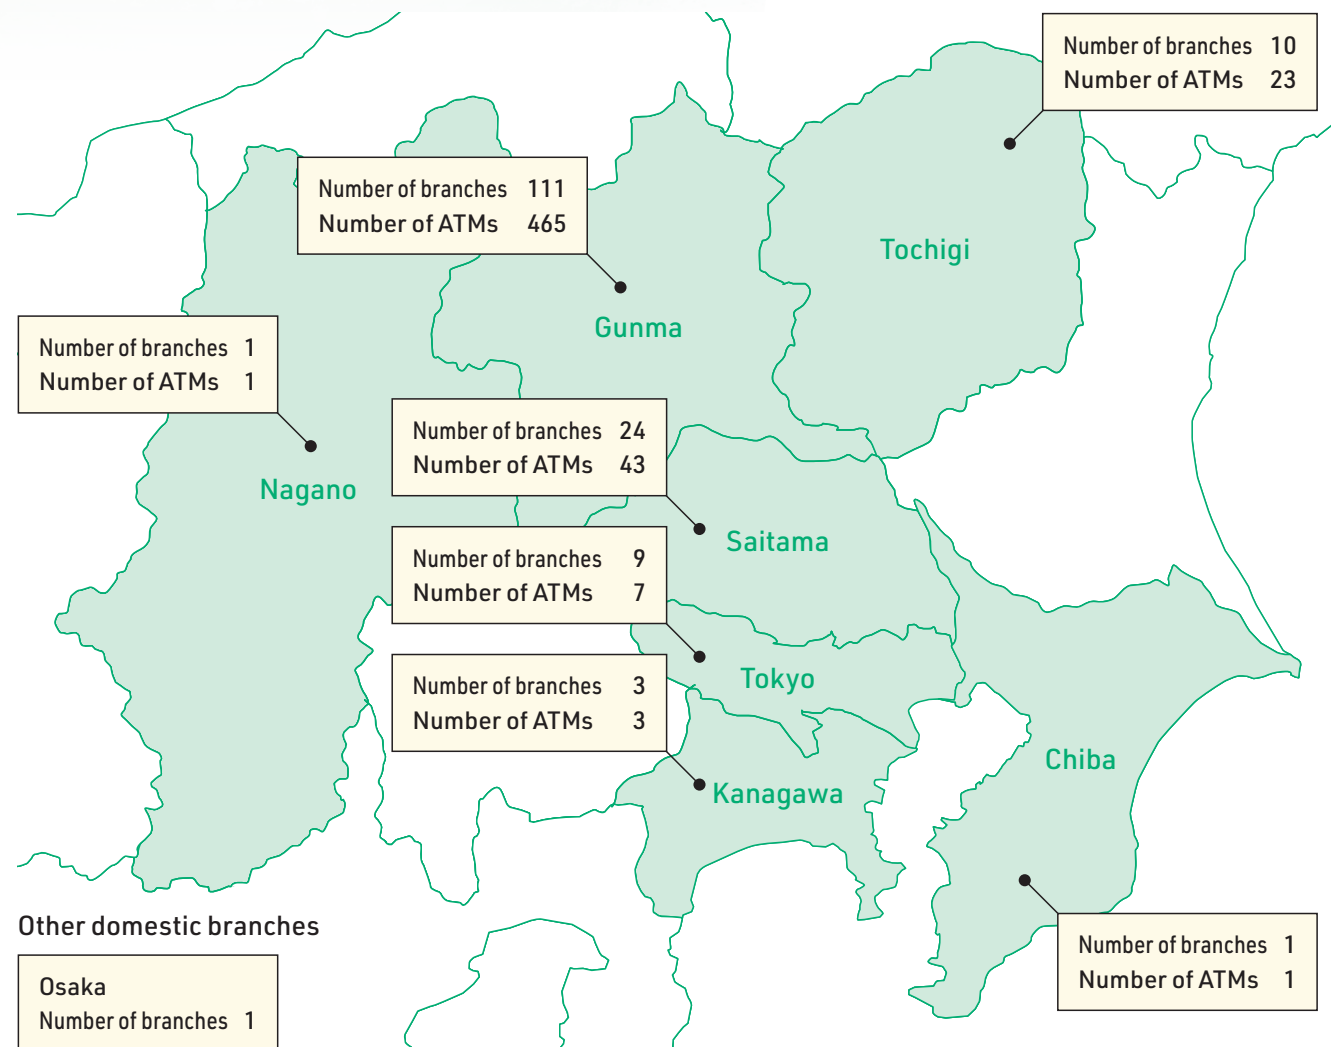 Number of branches 10
Number of ATMs 23
Tochigi
Number of branches 111
Number of ATMs 465
Gunma
Number of branches 1
Number of ATMs 1
Nagano
Number of branches 24
Number of ATMs 43
Saitama
Number of branches 9
Number of ATMs 7
Tokyo
Number of branches 3
Number of ATMs 3
Kanagawa
Chiba
Number of branches 1
Number of ATMs 1
Other domestic branches
Osaka
Number of branches 1